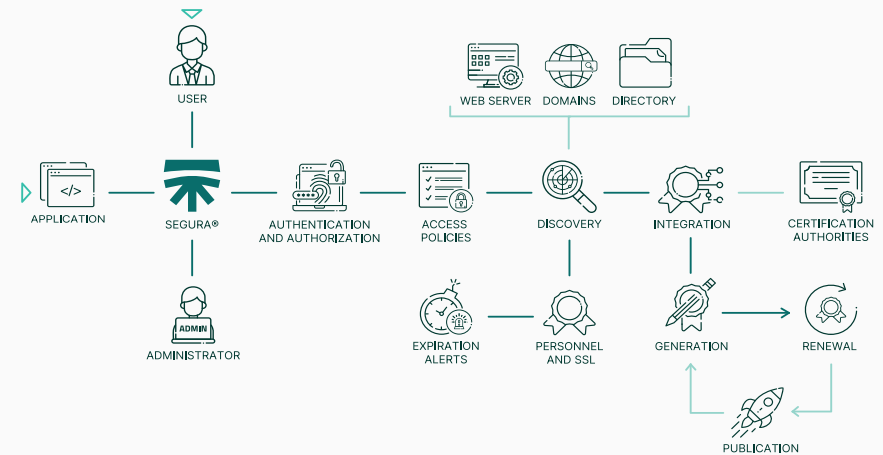 USER
WEB SERVER
DOMAINS
DIRECTORY
</>
APPLICATION
SEGURA®
AUTHENTICATION
AND AUTHORIZATION
ACCESS
POLICIES
DISCOVERY
INTEGRATION
CERTIFICATION
AUTHORITIES
ADMIN
ADMINISTRATOR
EXPIRATION
ALERTS
PERSONNEL
AND SSL
GENERATION
RENEWAL
PUBLICATION